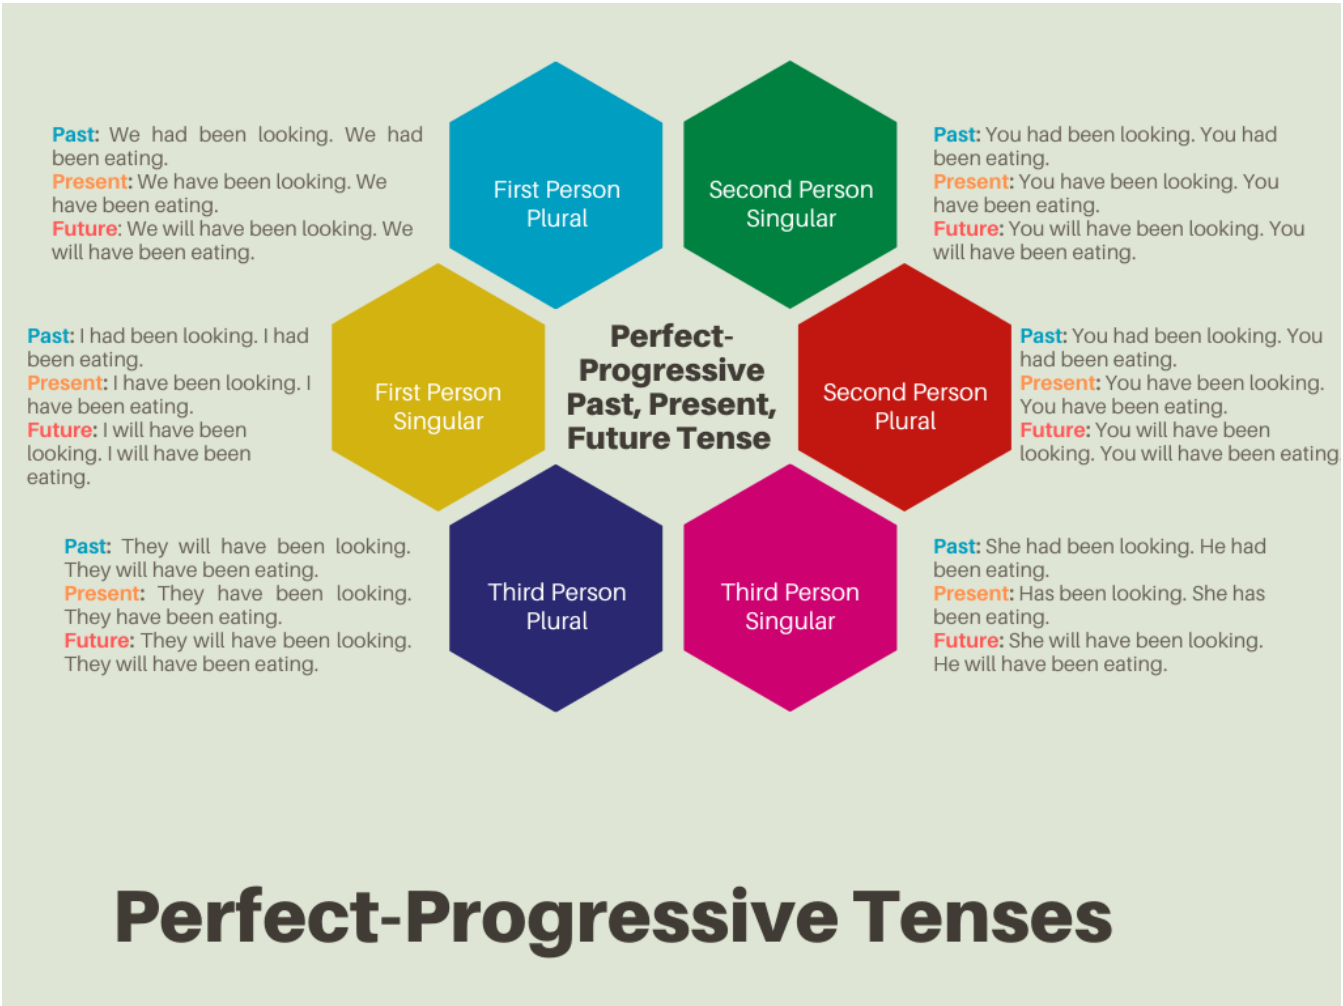 Past: We had been looking. We had
been eating.
Present: We have been looking. We
have been eating.
Future: We will have been looking. We
will have been eating.
First Person
Plural
Second Person
Singular
Past: You had been looking. You had
been eating.
Present: You have been looking. You
have been eating.
Future: You will have been looking. You
will have been eating.
Past: I had been looking. I had
been eating.
Present: I have been looking. I
have been eating.
Future: I will have been
looking. I will have been
eating.
First Person
Singular
Perfect-
Progressive
Past, Present,
Future Tense
Second Person
Plural
Past: You had been looking. You
had been eating.
Present: You have been looking.
You have been eating.
Future: You will have been
looking. You will have been eating
Past: They will have been looking.
They will have been eating.
Present: They have been looking.
They have been eating.
Future: They will have been looking.
They will have been eating.
Third Person
Plural
Third Person
Singular
Past: She had been looking. He had
been eating.
Present: Has been looking. She has
been eating.
Future: She will have been looking.
He will have been eating.
Perfect-Progressive Tenses